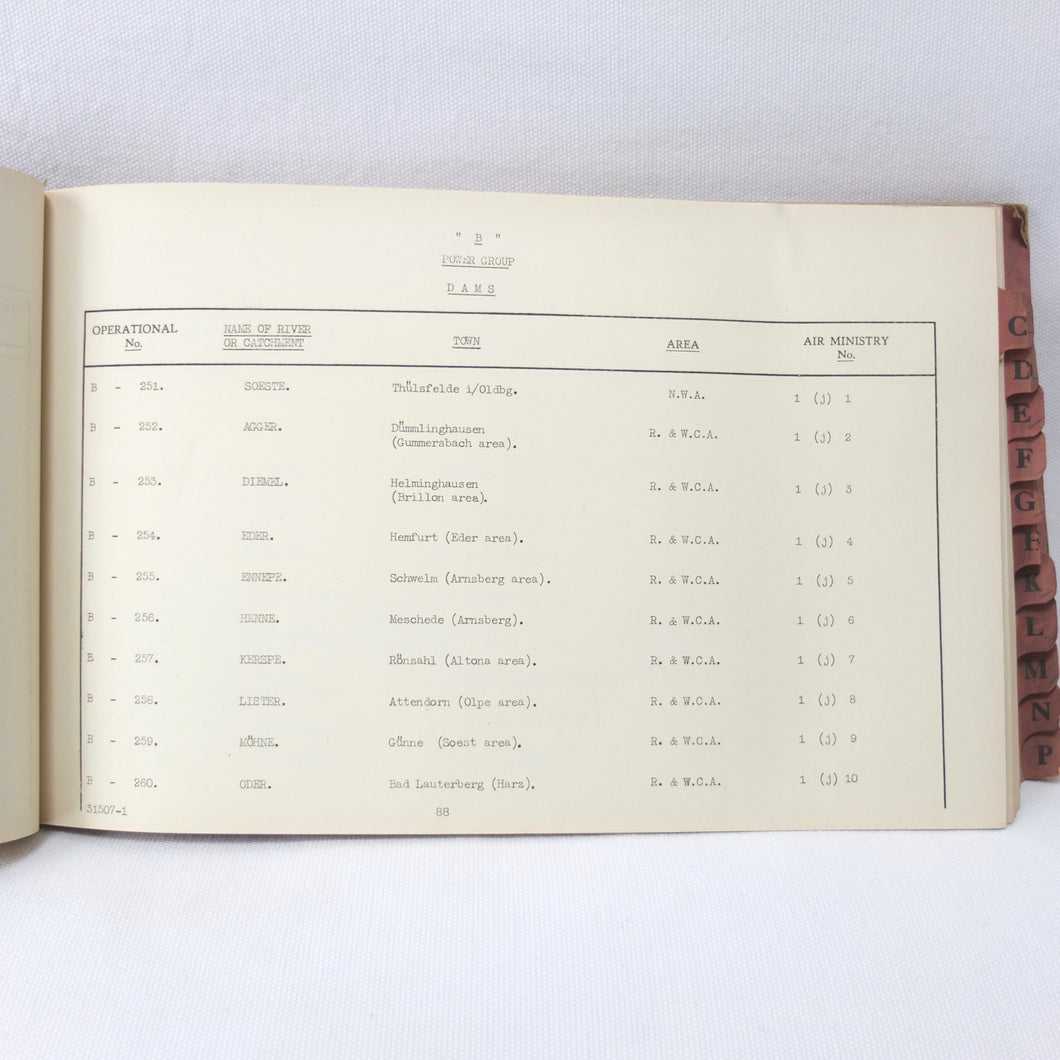 " B "
POWER GROUP
D A M S
OPERATIONAL No. NAME OF RIVER OR CATCHMENT TOWN AREA AIR MINISTRY No.
B - 251. SOESTE. Thülsfelde i/Oldbg. N.W.A. 1 (j) 1
B - 252. AGGER. Dümmlinghausen R. & W.C.A. 1 (j) 2
(Gummersbach area).
B - 253. DIEMEL. Helminghausen R. & W.C.A. 1 (j) 3
(Brillon area).
B - 254. EDER. Hemfurt (Eder area). R. & W.C.A. 1 (j) 4
B - 255. ENNEPE. Schwelm (Arnsberg area). R. & W.C.A. 1 (j) 5
B - 256. HENNE. Meschede (Arnsberg). R. & W.C.A. 1 (j) 6
B - 257. KERSPE. Rönsahl (Altona area). R. & W.C.A. 1 (j) 7
B - 258. LISTER. Attendorn (Olpe area). R. & W.C.A. 1 (j) 8
B - 259. MÖHNE. Günne (Soest area). R. & W.C.A. 1 (j) 9
B - 260. ODER. Bad Lauterberg (Harz). R. & W.C.A. 1 (j) 10
31507-1 88
C
D
E
F
G
K
L
M
N
P